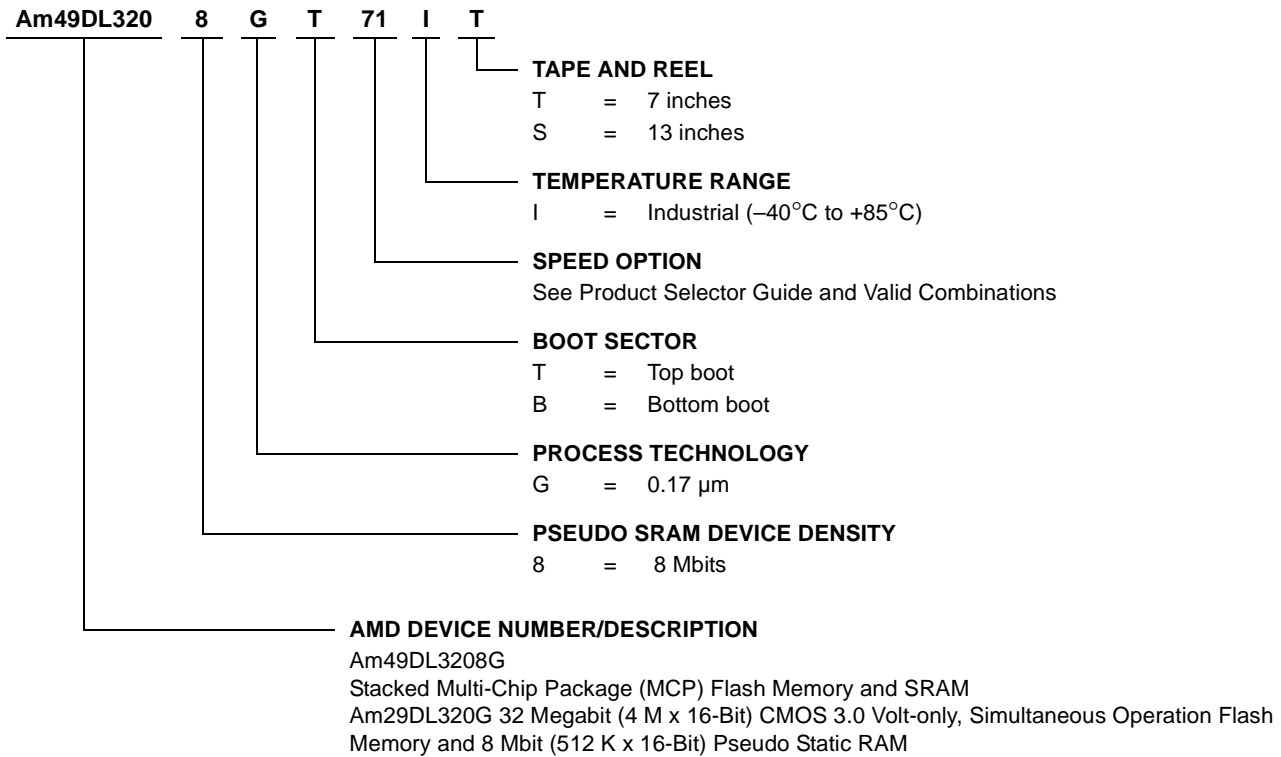 Am49DL320 8 G T 71 I T
TAPE AND REEL
T = 7 inches
S = 13 inches
TEMPERATURE RANGE
I = Industrial (–40°C to +85°C)
SPEED OPTION
See Product Selector Guide and Valid Combinations
BOOT SECTOR
T = Top boot
B = Bottom boot
PROCESS TECHNOLOGY
G = 0.17 µm
PSEUDO SRAM DEVICE DENSITY
8 = 8 Mbits
AMD DEVICE NUMBER/DESCRIPTION
Am49DL3208G
Stacked Multi-Chip Package (MCP) Flash Memory and SRAM
Am29DL320G 32 Megabit (4 M x 16-Bit) CMOS 3.0 Volt-only, Simultaneous Operation Flash
Memory and 8 Mbit (512 K x 16-Bit) Pseudo Static RAM